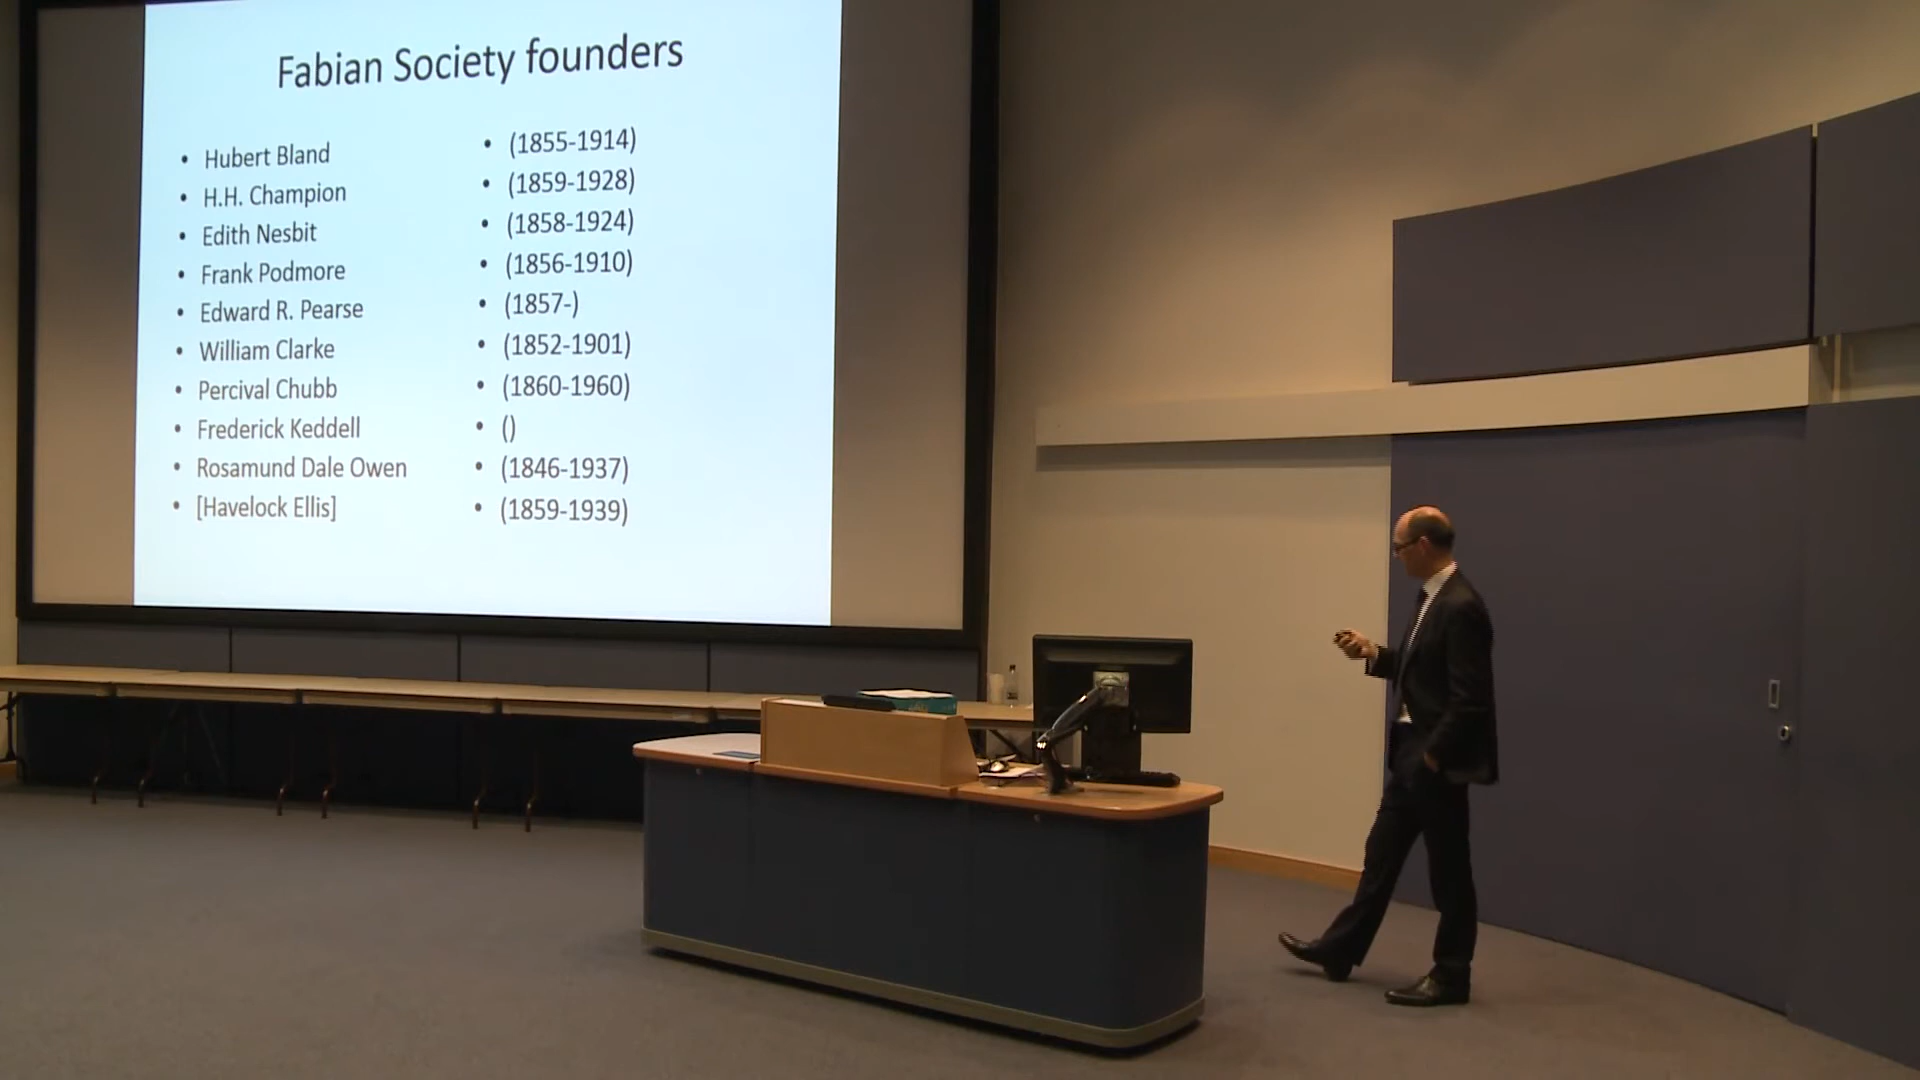 Fabian Society founders
• Hubert Bland
• H.H. Champion
• Edith Nesbit
• Frank Podmore
• Edward R. Pearse
• William Clarke
• Percival Chubb
• Frederick Keddell
• Rosamund Dale Owen
• [Havelock Ellis]
• (1855-1914)
• (1859-1928)
• (1858-1924)
• (1856-1910)
• (1857-)
• (1852-1901)
• (1860-1960)
• ()
• (1846-1937)
• (1859-1939)